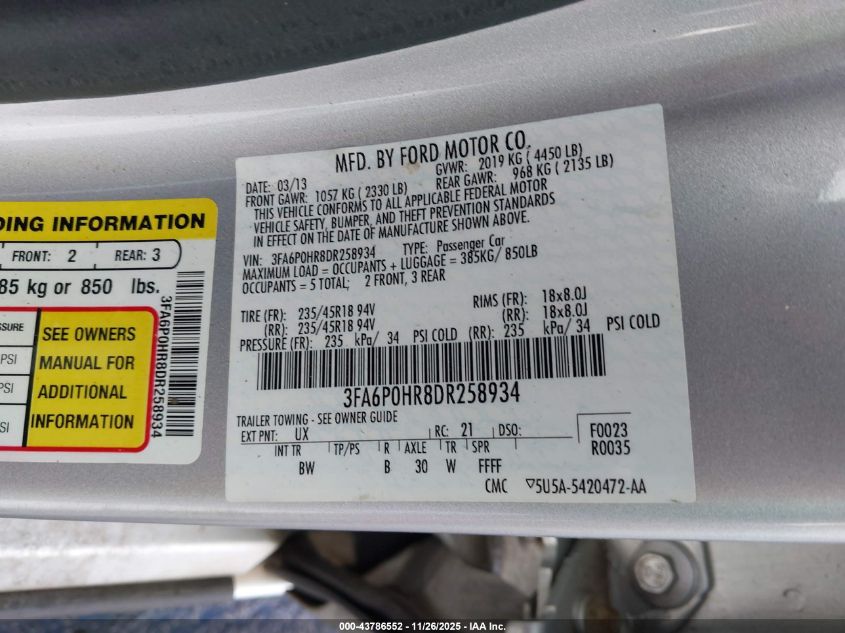 MFD. BY FORD MOTOR CO.
DATE: 03/13 GVWR: 2019 KG ( 4450 LB)
FRONT GAWR: 1057 KG ( 2330 LB) REAR GAWR: 968 KG ( 2135 LB)
THIS VEHICLE CONFORMS TO ALL APPLICABLE FEDERAL MOTOR
VEHICLE SAFETY, BUMPER, AND THEFT PREVENTION STANDARDS
IN EFFECT ON THE DATE OF MANUFACTURE SHOWN ABOVE.
VIN: 3FA6P0HR8DR258934 TYPE: Passenger Car
MAXIMUM LOAD = OCCUPANTS + LUGGAGE = 385KG/ 850LB
OCCUPANTS = 5 TOTAL; 2 FRONT, 3 REAR
TIRE (FR): 235/45R18 94V RIMS (FR): 18x8.0J
(RR): 235/45R18 94V (RR): 18x8.0J
PRESSURE (FR): 235 kPa/ 34 PSI COLD (RR): 235 kPa/ 34 PSI COLD
3FA6P0HR8DR258934
TRAILER TOWING - SEE OWNER GUIDE
EXT PNT: UX RC: 21 DSO: F0023
R0035
INT TR TP/PS R AXLE TR SPR
BW B 30 W FFFF
CMC ▽5U5A-5420472-AA
DING INFORMATION
FRONT: 2 REAR: 3
85 kg or 850 lbs.
SSURE
PSI
PSI
PSI
SEE OWNERS
MANUAL FOR
ADDITIONAL
INFORMATION
3FA6P0HR8DR258934
000-43786552 - 11/26/2025 - IAA Inc.